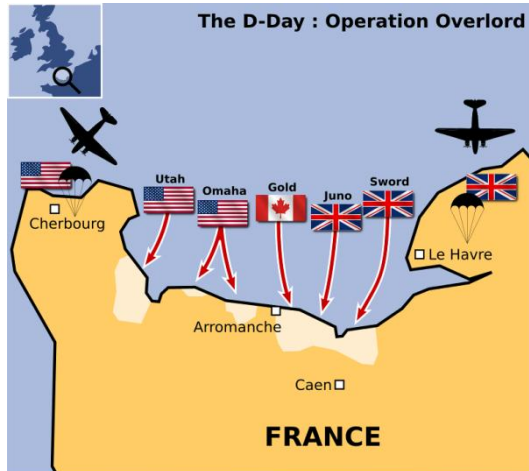 The D-Day : Operation Overlord
Utah
Omaha
Gold
Juno
Sword
Cherbourg
Le Havre
Arromanche
Caen
FRANCE